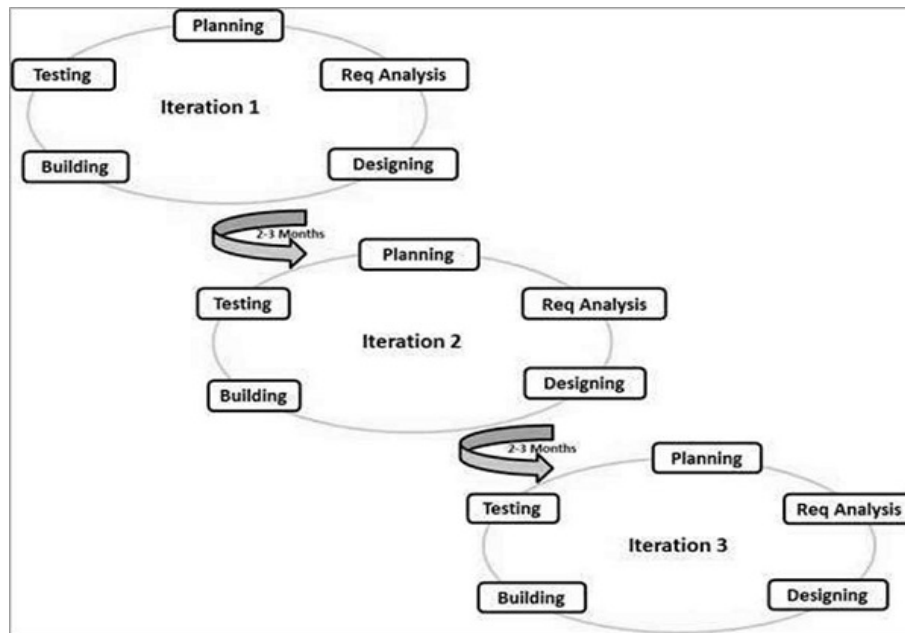 Planning
Testing
Req Analysis
Iteration 1
Building
Designing
2-3 Months
Planning
Testing
Req Analysis
Iteration 2
Building
Designing
2-3 Months
Planning
Testing
Req Analysis
Iteration 3
Building
Designing